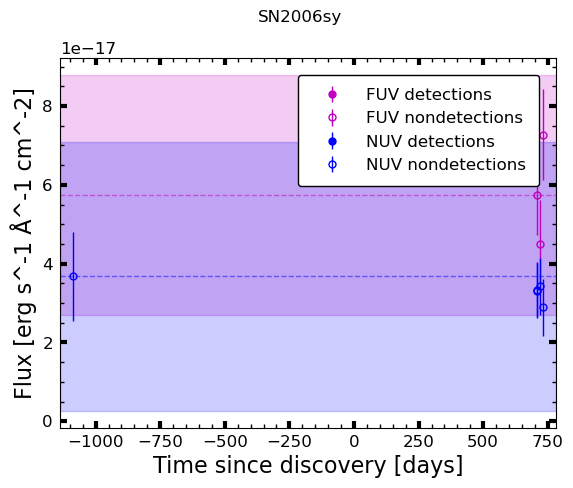 SN2006sy
1e−17
FUV detections
FUV nondetections
NUV detections
NUV nondetections
8
6
4
2
0
Flux [erg s^-1 Å^-1 cm^-2]
−1000 −750 −500 −250 0 250 500 750
Time since discovery [days]